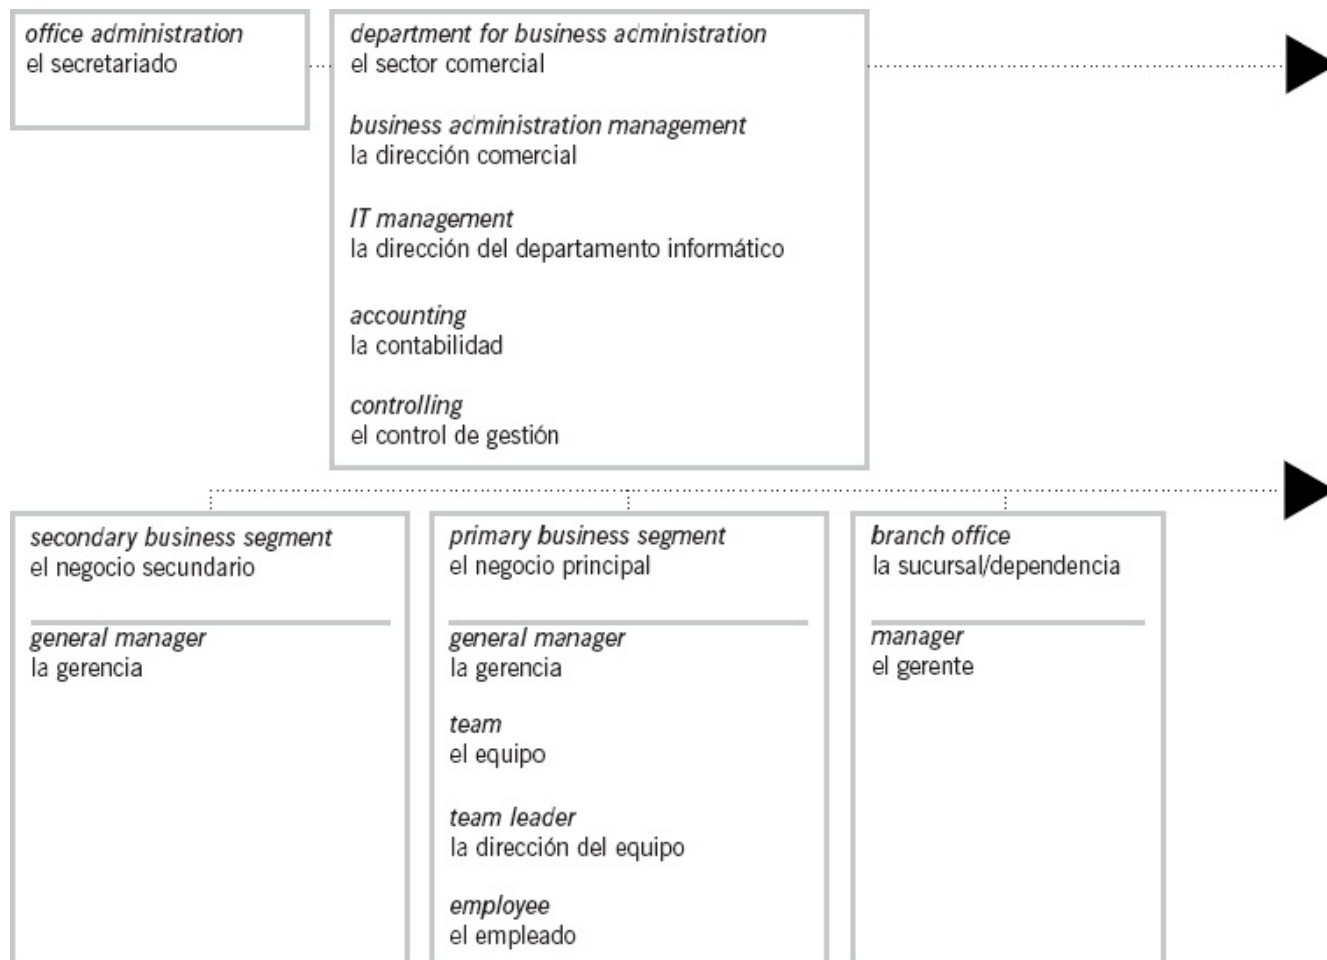 office administration
el secretariado
department for business administration
el sector comercial
business administration management
la dirección comercial
IT management
la dirección del departamento informático
accounting
la contabilidad
controlling
el control de gestión
secondary business segment
el negocio secundario
general manager
la gerencia
primary business segment
el negocio principal
general manager
la gerencia
team
el equipo
team leader
la dirección del equipo
employee
el empleado
branch office
la sucursal/dependencia
manager
el gerente